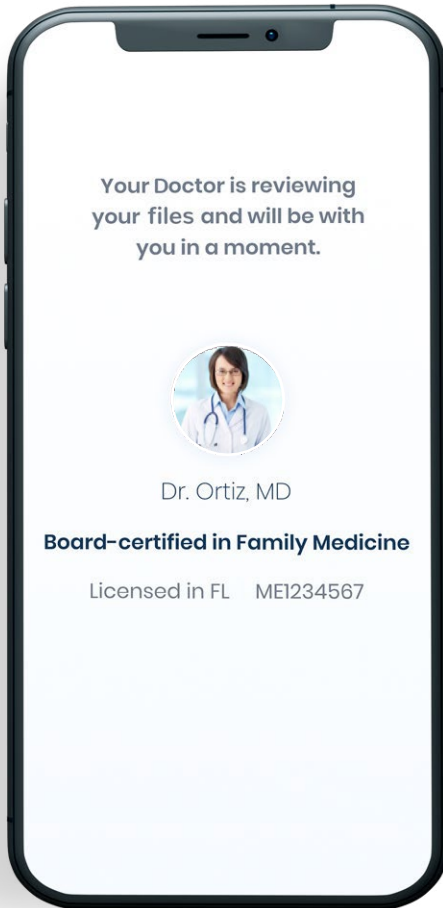 Your Doctor is reviewing
your files and will be with
you in a moment.
Dr. Ortiz, MD
Board-certified in Family Medicine
Licensed in FL ME1234567